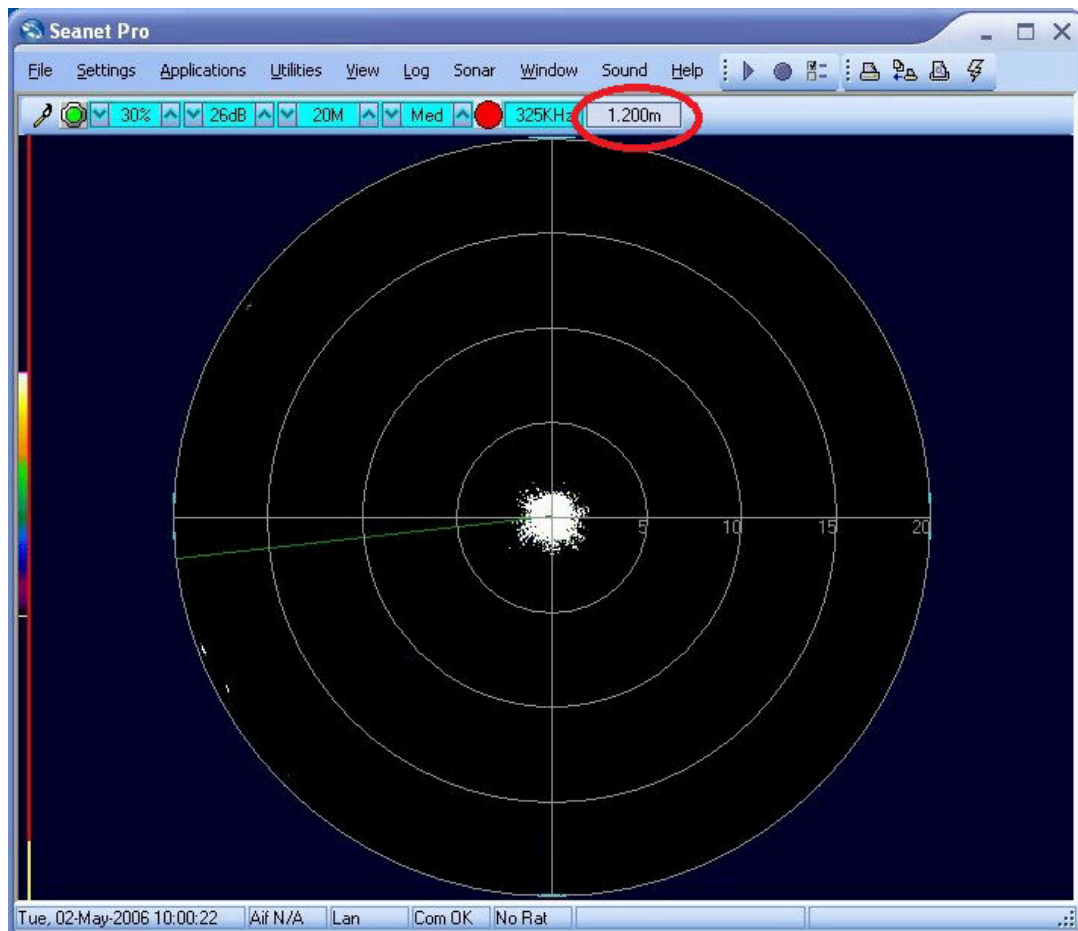 Seanet Pro
File Settings Applications Utilities View Log Sonar Window Sound Help
30% 26dB 20M Med 325KHz 1.200m
5 10 15 20
Tue, 02-May-2006 10:00:22 Aif N/A Lan Com OK No Rat